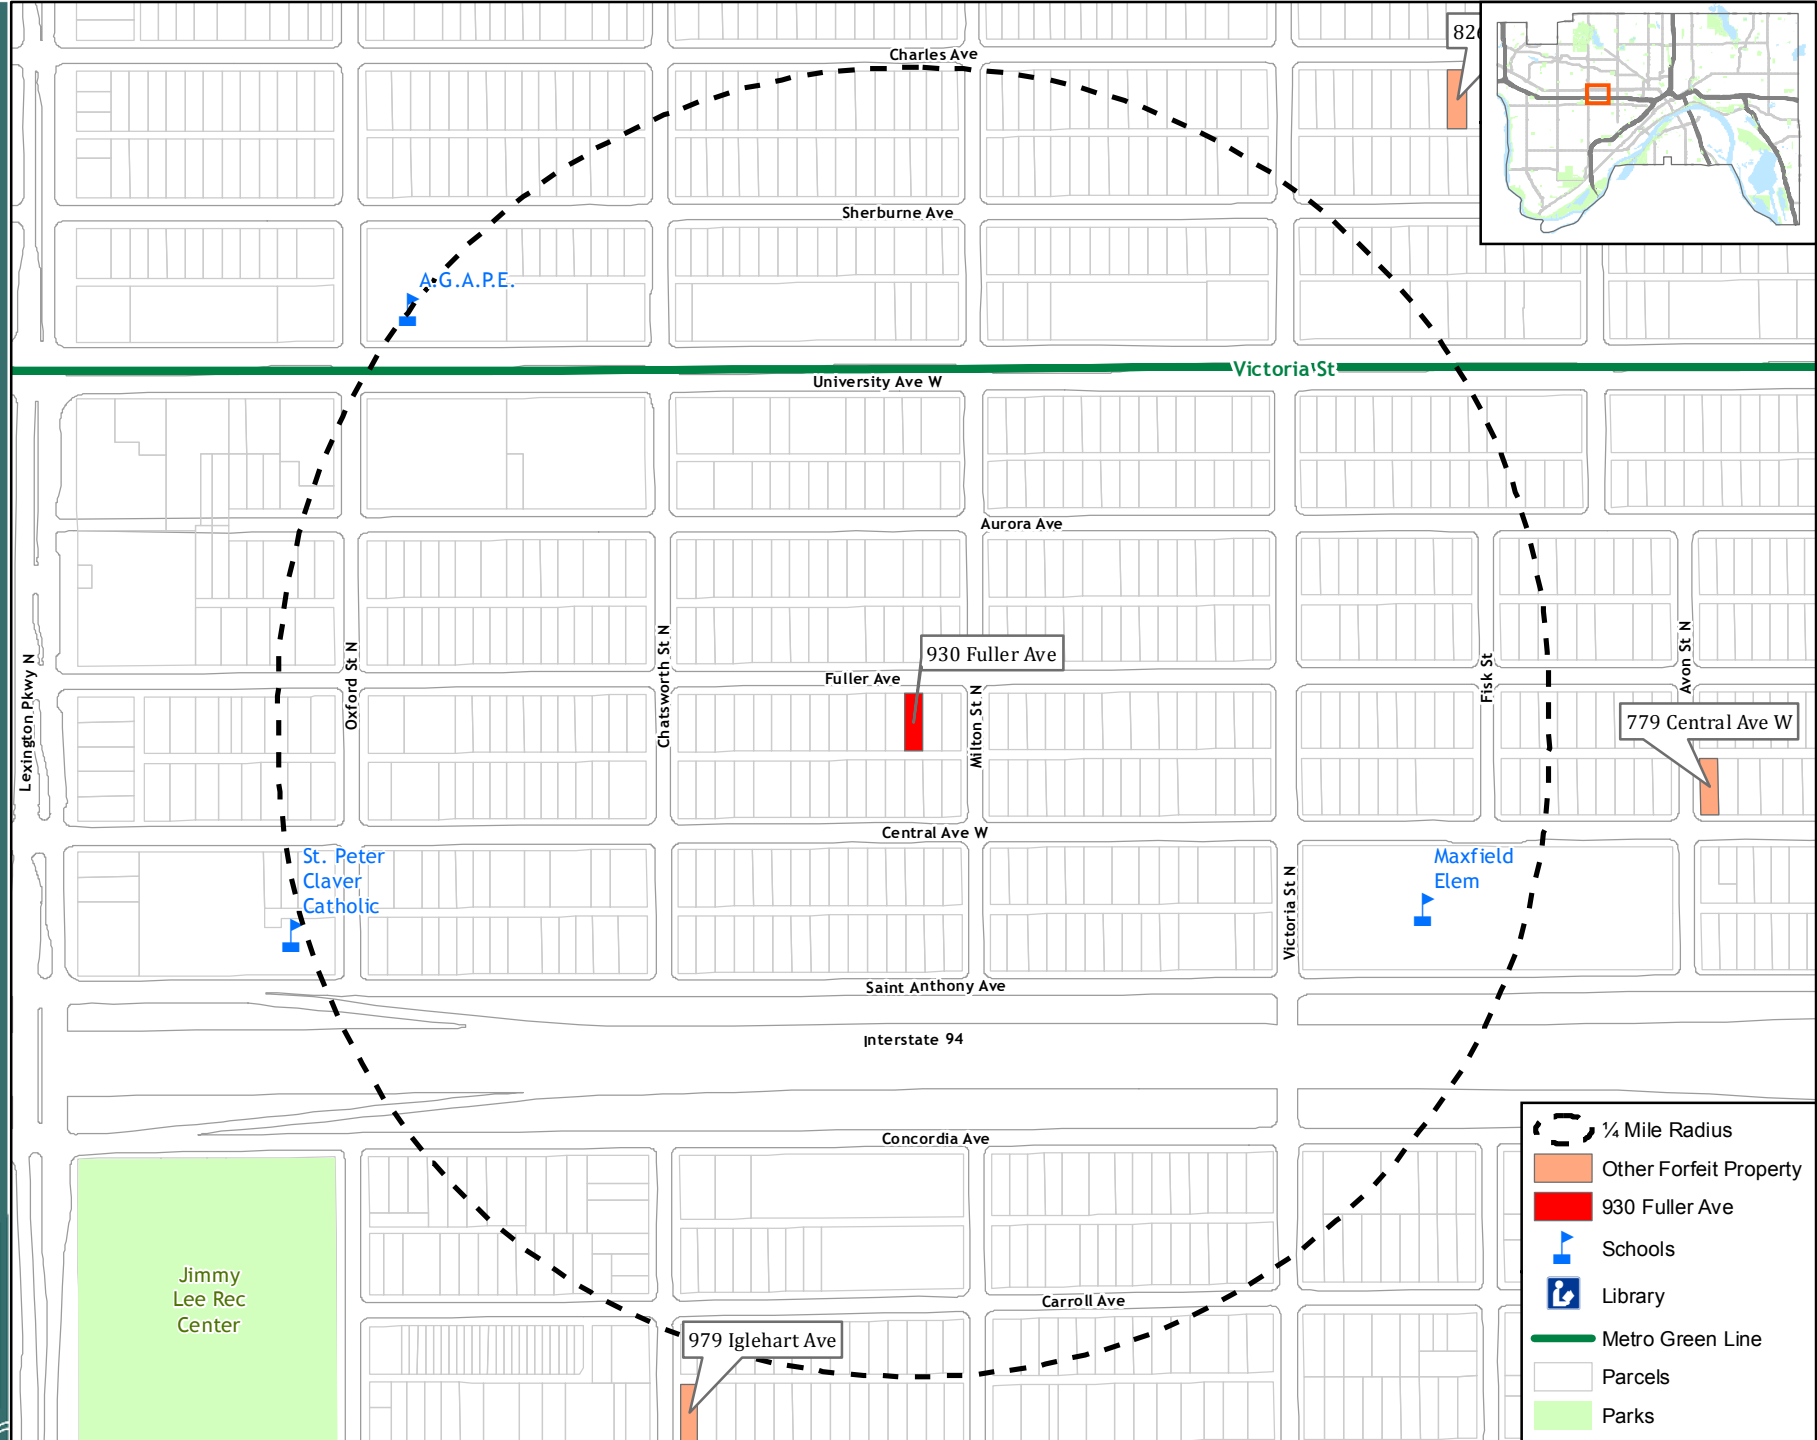 Charles Ave
82
Sherburne Ave
A.G.A.P.E.
Victoria St
University Ave W
Aurora Ave
930 Fuller Ave
Fuller Ave
Lexington Pkwy N
Oxford St N
Chatsworth St N
Milton St N
Fisk St
Avon St N
779 Central Ave W
Central Ave W
St. Peter
Claver
Catholic
Maxfield
Elem
Victoria St N
Saint Anthony Ave
Interstate 94
Concordia Ave
Jimmy
Lee Rec
Center
Carroll Ave
979 Iglehart Ave
¼ Mile Radius
Other Forfeit Property
930 Fuller Ave
Schools
Library
Metro Green Line
Parcels
Parks